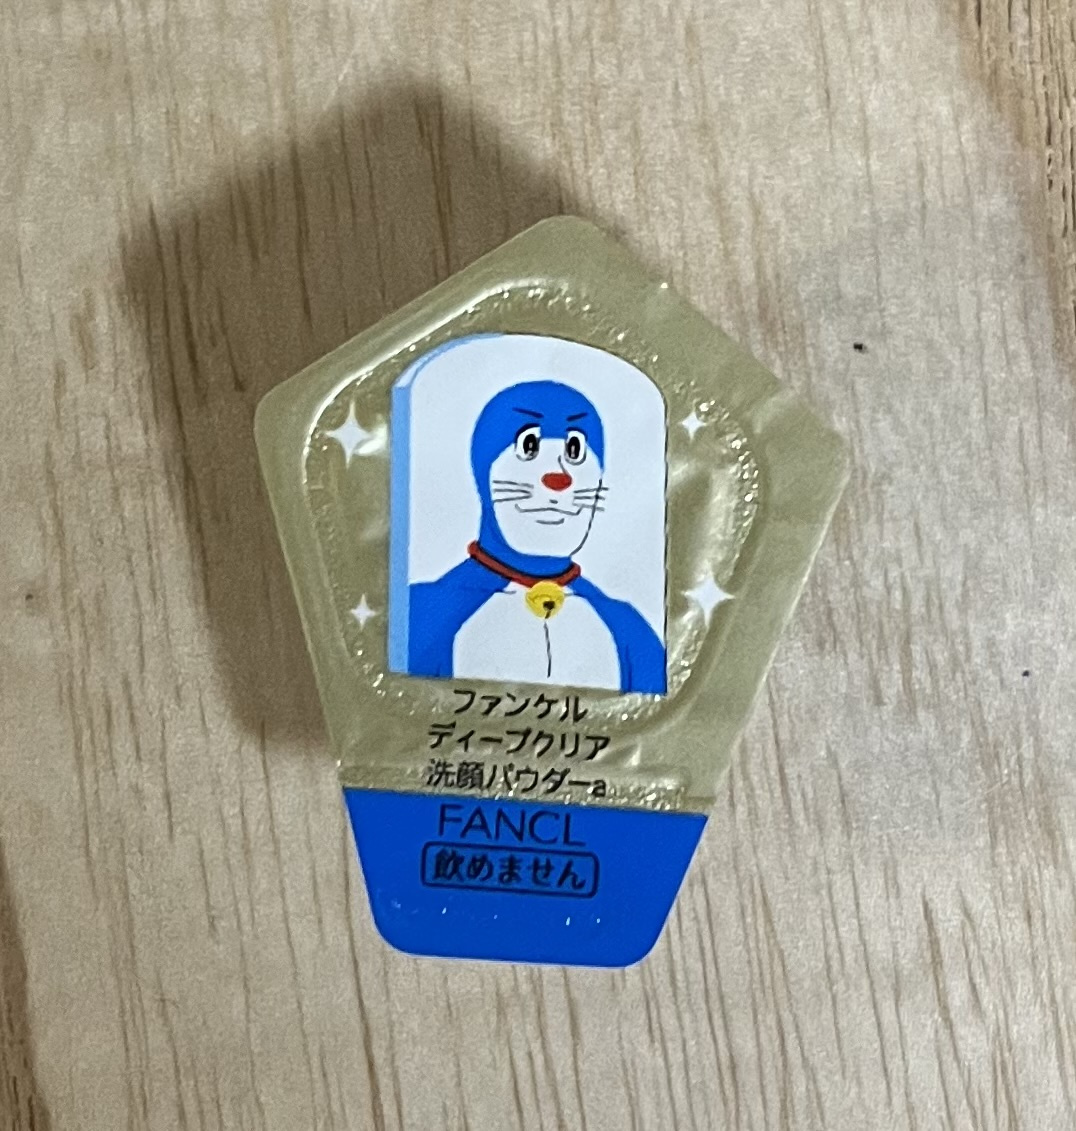 ファンケル
ディープクリア
洗顔パウダーa
FANCL
飲めません